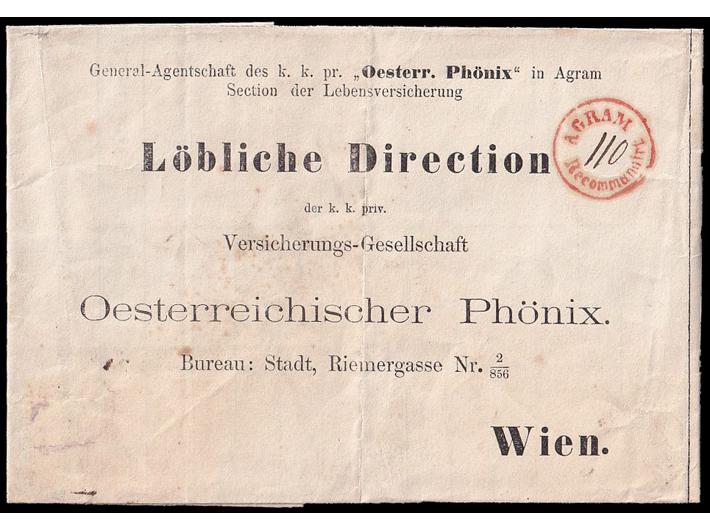 General-Agentschaft des k. k. pr. „Oesterr. Phönix“ in Agram
Section der Lebensversicherung
AGRAM
110
Recommandirt
Löbliche Direction
der k. k. priv.
Versicherungs-Gesellschaft
Oesterreichischer Phönix.
Bureau: Stadt, Riemergasse Nr. 2/856
Wien.